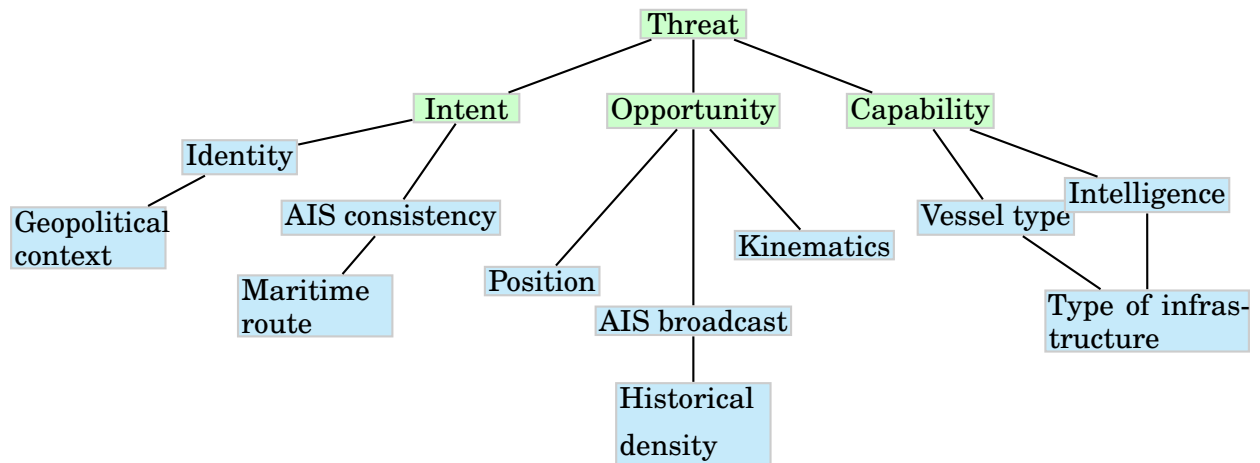 Threat
Intent
Opportunity
Capability
Identity
Intelligence
Geopolitical
context
AIS consistency
Vessel type
Kinematics
Position
Maritime
route
Type of infras-
tructure
AIS broadcast
Historical
density